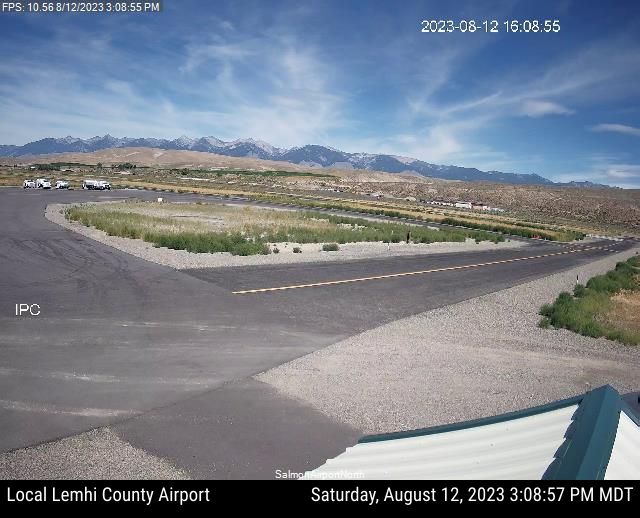 FPS: 10.56 8/12/2023 3:08:55 PM
2023-08-12 16:08:55
IPC
SalmonAirportNorth
Local Lemhi County Airport Saturday, August 12, 2023 3:08:57 PM MDT